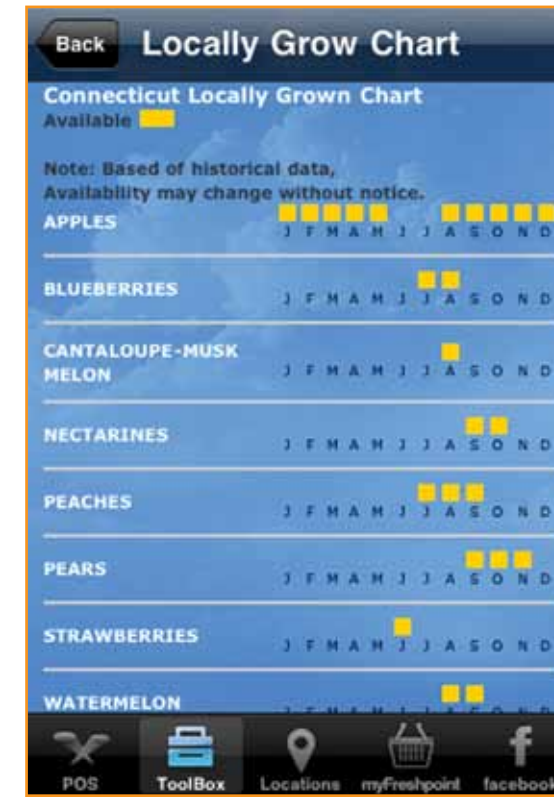 Back Locally Grow Chart
Connecticut Locally Grown Chart
Available
Note: Based of historical data,
Availability may change without notice.
APPLES J F M A M J J A S O N D
BLUEBERRIES J F M A M J J A S O N D
CANTALOUPE-MUSK
MELON J F M A M J J A S O N D
NECTARINES J F M A M J J A S O N D
PEACHES J F M A M J J A S O N D
PEARS J F M A M J J A S O N D
STRAWBERRIES J F M A M J J A S O N D
WATERMELON
POS ToolBox Locations myFreshpoint facebook